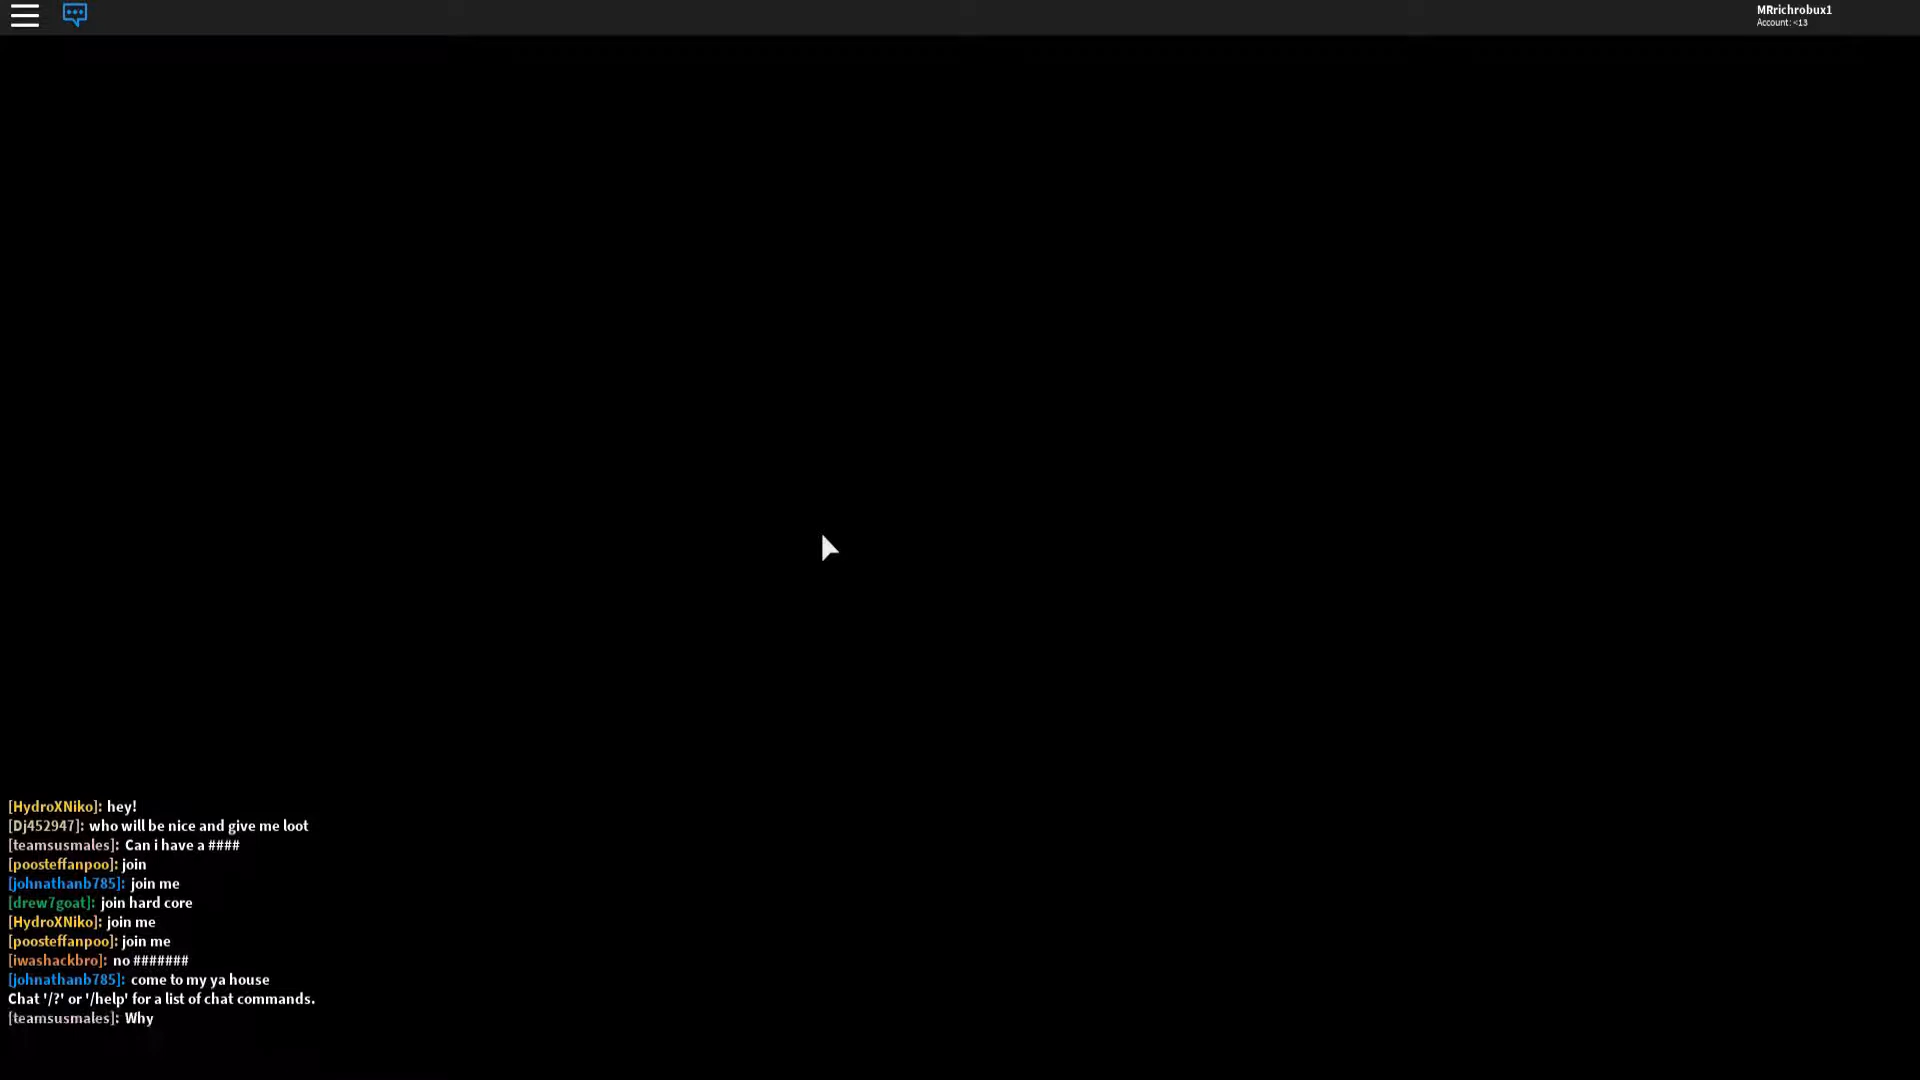 MRrichrobux1
Account: <13
[HydroXNiko]: hey!
[Dj452947]: who will be nice and give me loot
[teamsusmales]: Can i have a ####
[poosteffanpoo]: join
[johnathanb785]: join me
[drew7goat]: join hard core
[HydroXNiko]: join me
[poosteffanpoo]: join me
[iwashackbro]: no #######
[johnathanb785]: come to my ya house
Chat '/?' or '/help' for a list of chat commands.
[teamsusmales]: Why